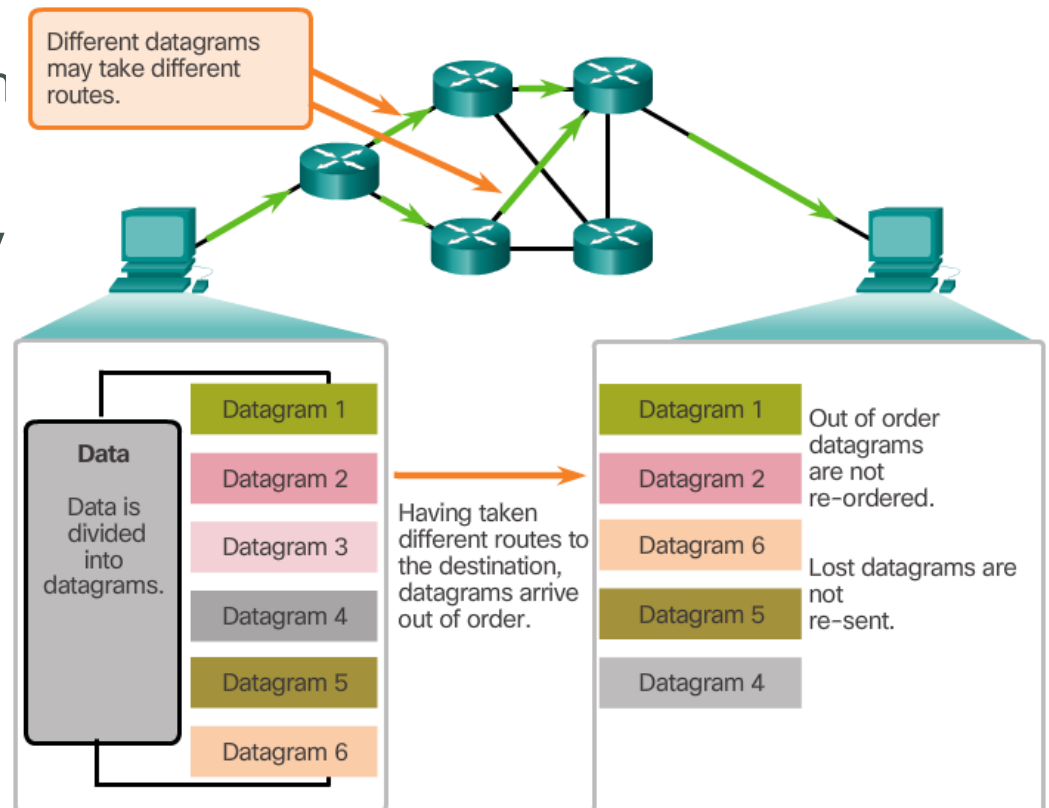 Different datagrams
may take different
routes.
Data
Data is
divided
into
datagrams.
Datagram 1
Datagram 2
Datagram 3
Datagram 4
Datagram 5
Datagram 6
Having taken
different routes to
the destination,
datagrams arrive
out of order.
Datagram 1
Datagram 2
Datagram 6
Datagram 5
Datagram 4
Out of order
datagrams
are not
re-ordered.
Lost datagrams are
not
re-sent.